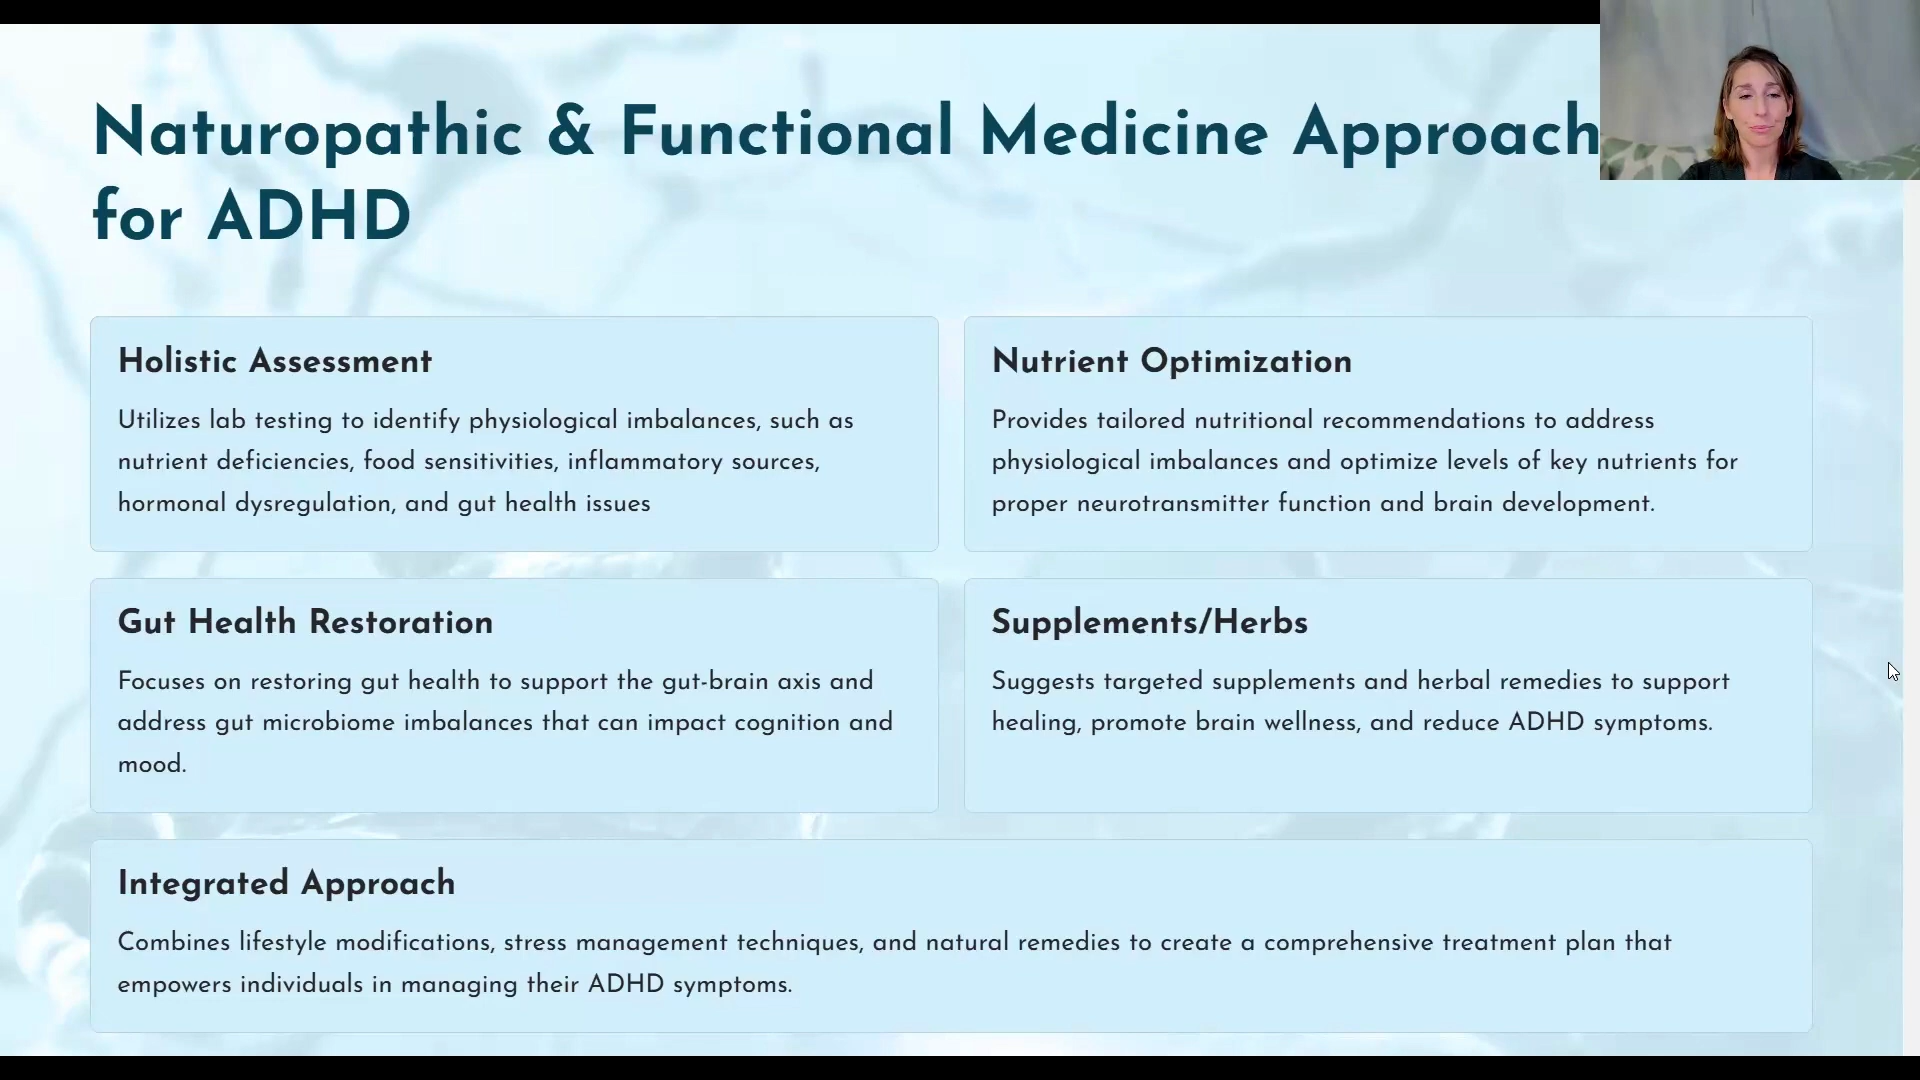 Naturopathic & Functional Medicine Approach
for ADHD
Holistic Assessment
Utilizes lab testing to identify physiological imbalances, such as
nutrient deficiencies, food sensitivities, inflammatory sources,
hormonal dysregulation, and gut health issues
Nutrient Optimization
Provides tailored nutritional recommendations to address
physiological imbalances and optimize levels of key nutrients for
proper neurotransmitter function and brain development.
Gut Health Restoration
Focuses on restoring gut health to support the gut-brain axis and
address gut microbiome imbalances that can impact cognition and
mood.
Supplements/Herbs
Suggests targeted supplements and herbal remedies to support
healing, promote brain wellness, and reduce ADHD symptoms.
Integrated Approach
Combines lifestyle modifications, stress management techniques, and natural remedies to create a comprehensive treatment plan that
empowers individuals in managing their ADHD symptoms.